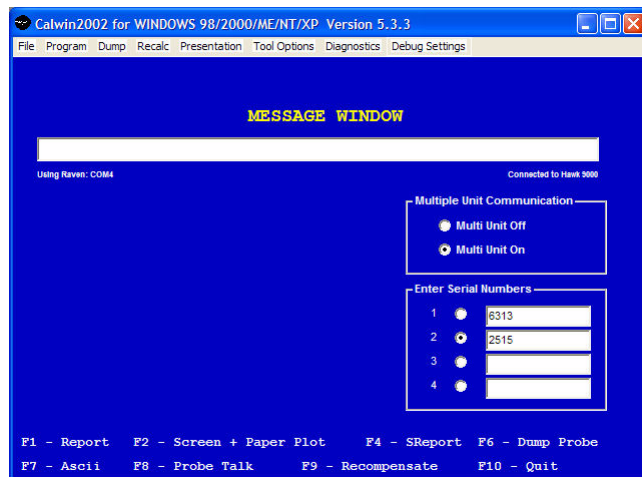 Calwin2002 for WINDOWS 98/2000/ME/NT/XP Version 5.3.3
File Program Dump Recalc Presentation Tool Options Diagnostics Debug Settings
MESSAGE WINDOW
Using Raven: COM4 Connected to Hawk 9000
Multiple Unit Communication
Multi Unit Off
Multi Unit On
Enter Serial Numbers
1 6313
2 2515
3
4
F1 - Report F2 - Screen + Paper Plot F4 - SReport F6 - Dump Probe
F7 - Ascii F8 - Probe Talk F9 - Recompensate F10 - Quit